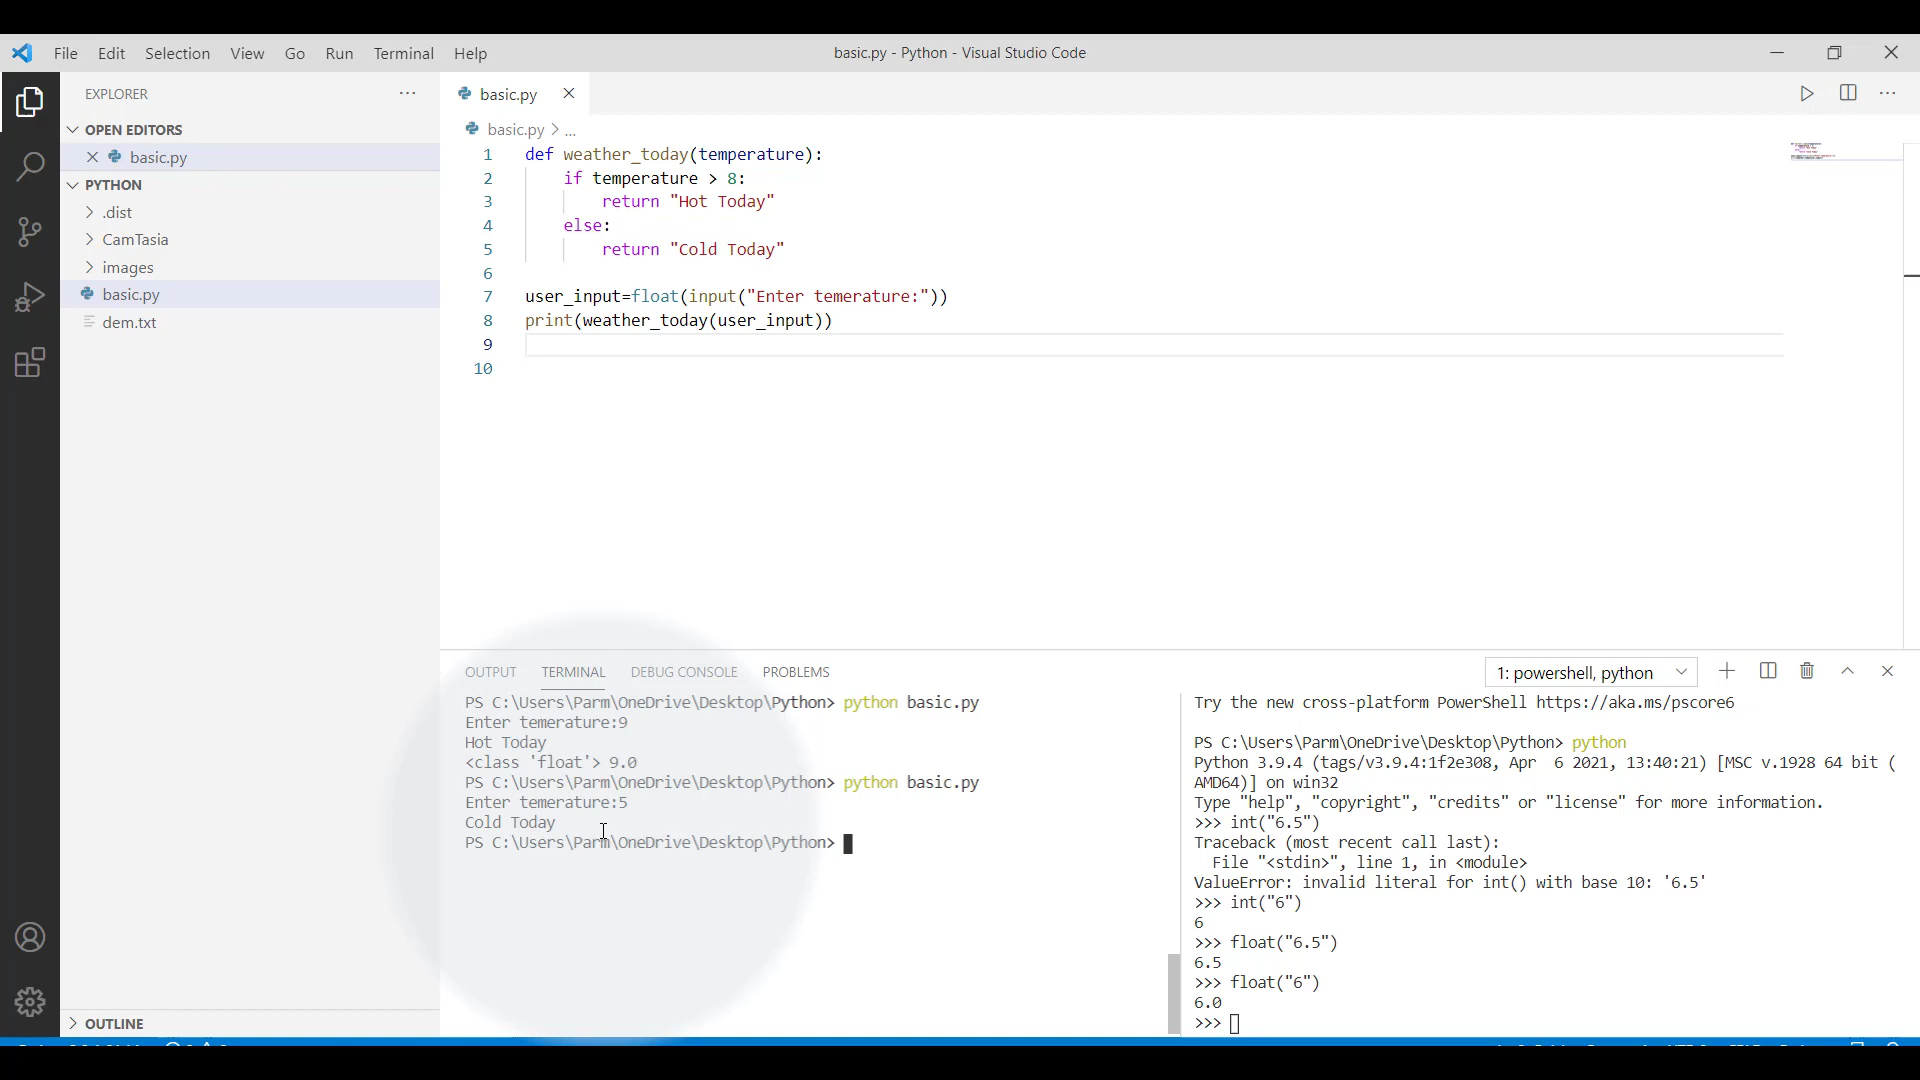 File Edit Selection View Go Run Terminal Help
basic.py - Python - Visual Studio Code
EXPLORER
OPEN EDITORS
basic.py
PYTHON
.dist
CamTasia
images
basic.py
dem.txt
OUTLINE
basic.py
basic.py > ...
1 def weather_today(temperature):
2 if temperature > 8:
3 return "Hot Today"
4 else:
5 return "Cold Today"
6
7 user_input=float(input("Enter temerature:"))
8 print(weather_today(user_input))
9
10
OUTPUT TERMINAL DEBUG CONSOLE PROBLEMS
1: powershell, python
PS C:\Users\Parm\OneDrive\Desktop\Python> python basic.py
Enter temerature:9
Hot Today
<class 'float'> 9.0
PS C:\Users\Parm\OneDrive\Desktop\Python> python basic.py
Enter temerature:5
Cold Today
PS C:\Users\Parm\OneDrive\Desktop\Python>
Try the new cross-platform PowerShell https://aka.ms/pscore6
PS C:\Users\Parm\OneDrive\Desktop\Python> python
Python 3.9.4 (tags/v3.9.4:1f2e308, Apr  6 2021, 13:40:21) [MSC v.1928 64 bit (
AMD64)] on win32
Type "help", "copyright", "credits" or "license" for more information.
>>> int("6.5")
Traceback (most recent call last):
File "<stdin>", line 1, in <module>
ValueError: invalid literal for int() with base 10: '6.5'
>>> int("6")
6
>>> float("6.5")
6.5
>>> float("6")
6.0
>>>